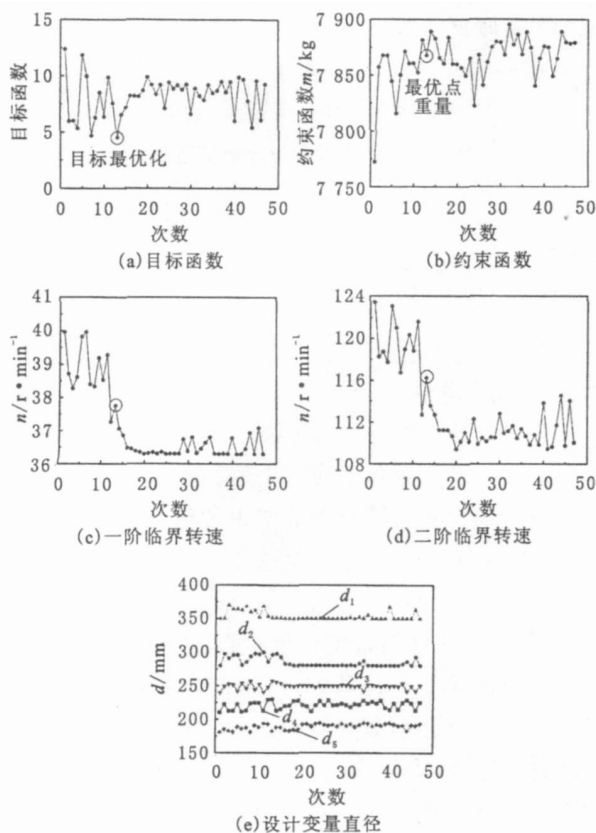 15
10
5
0
目标函数
目标最优化
0 10 20 30 40 50
次数
(a)目标函数
7 900
7 850
7 800
7 750
约束函数m/kg
最优点
重量
0 10 20 30 40 50
次数
(b)约束函数
41
40
39
38
37
36
n/r•min⁻¹
0 10 20 30 40 50
次数
(c)一阶临界转速
124
120
116
112
108
n/r•min⁻¹
0 10 20 30 40 50
次数
(d)二阶临界转速
400
350
300
250
200
150
d/mm
d₁
d₂
d₃
d₄
d₅
0 10 20 30 40 50
次数
(e)设计变量直径